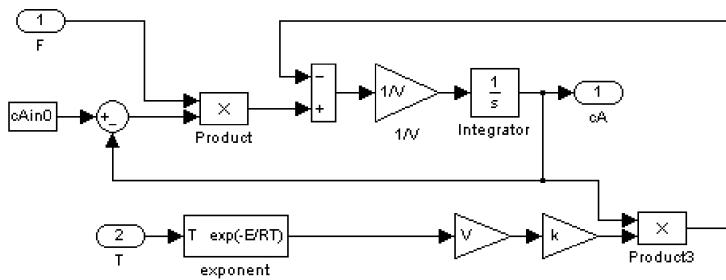 1
F
cAin0
+
−
×
Product
−
+
1/V
1/V
1
s
Integrator
1
cA
2
T
T exp(-E/RT)
exponent
V
k
×
Product3